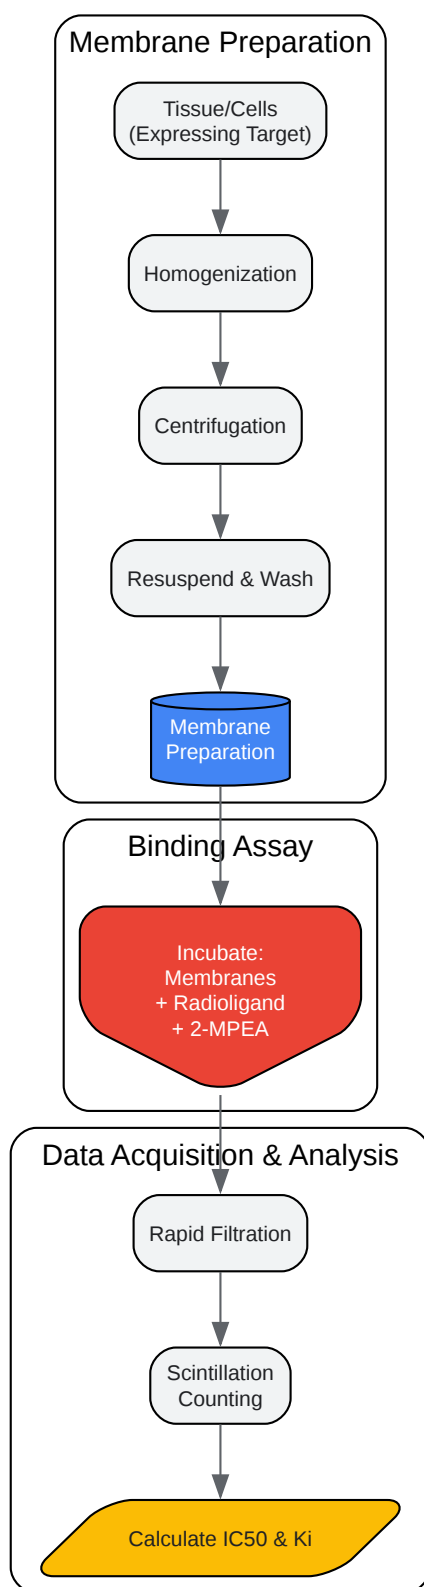 Membrane Preparation
Tissue/Cells
(Expressing Target)
Homogenization
Centrifugation
Resuspend & Wash
Membrane
Preparation
Binding Assay
Incubate:
Membranes
+ Radioligand
+ 2-MPEA
Data Acquisition & Analysis
Rapid Filtration
Scintillation
Counting
Calculate IC50 & Ki